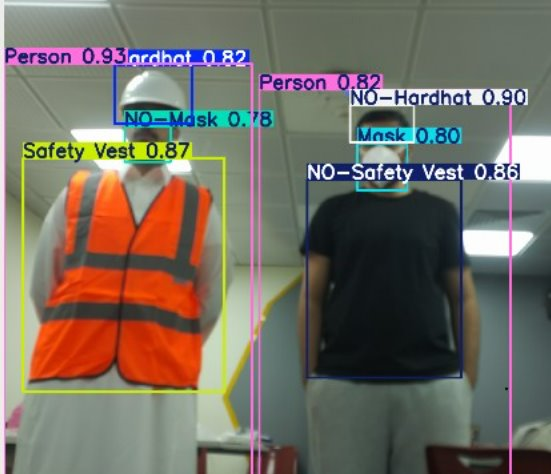 Person 0.93
ardhat 0.82
NO-Mask 0.78
Safety Vest 0.87
Person 0.82
NO-Hardhat 0.90
Mask 0.80
NO-Safety Vest 0.86